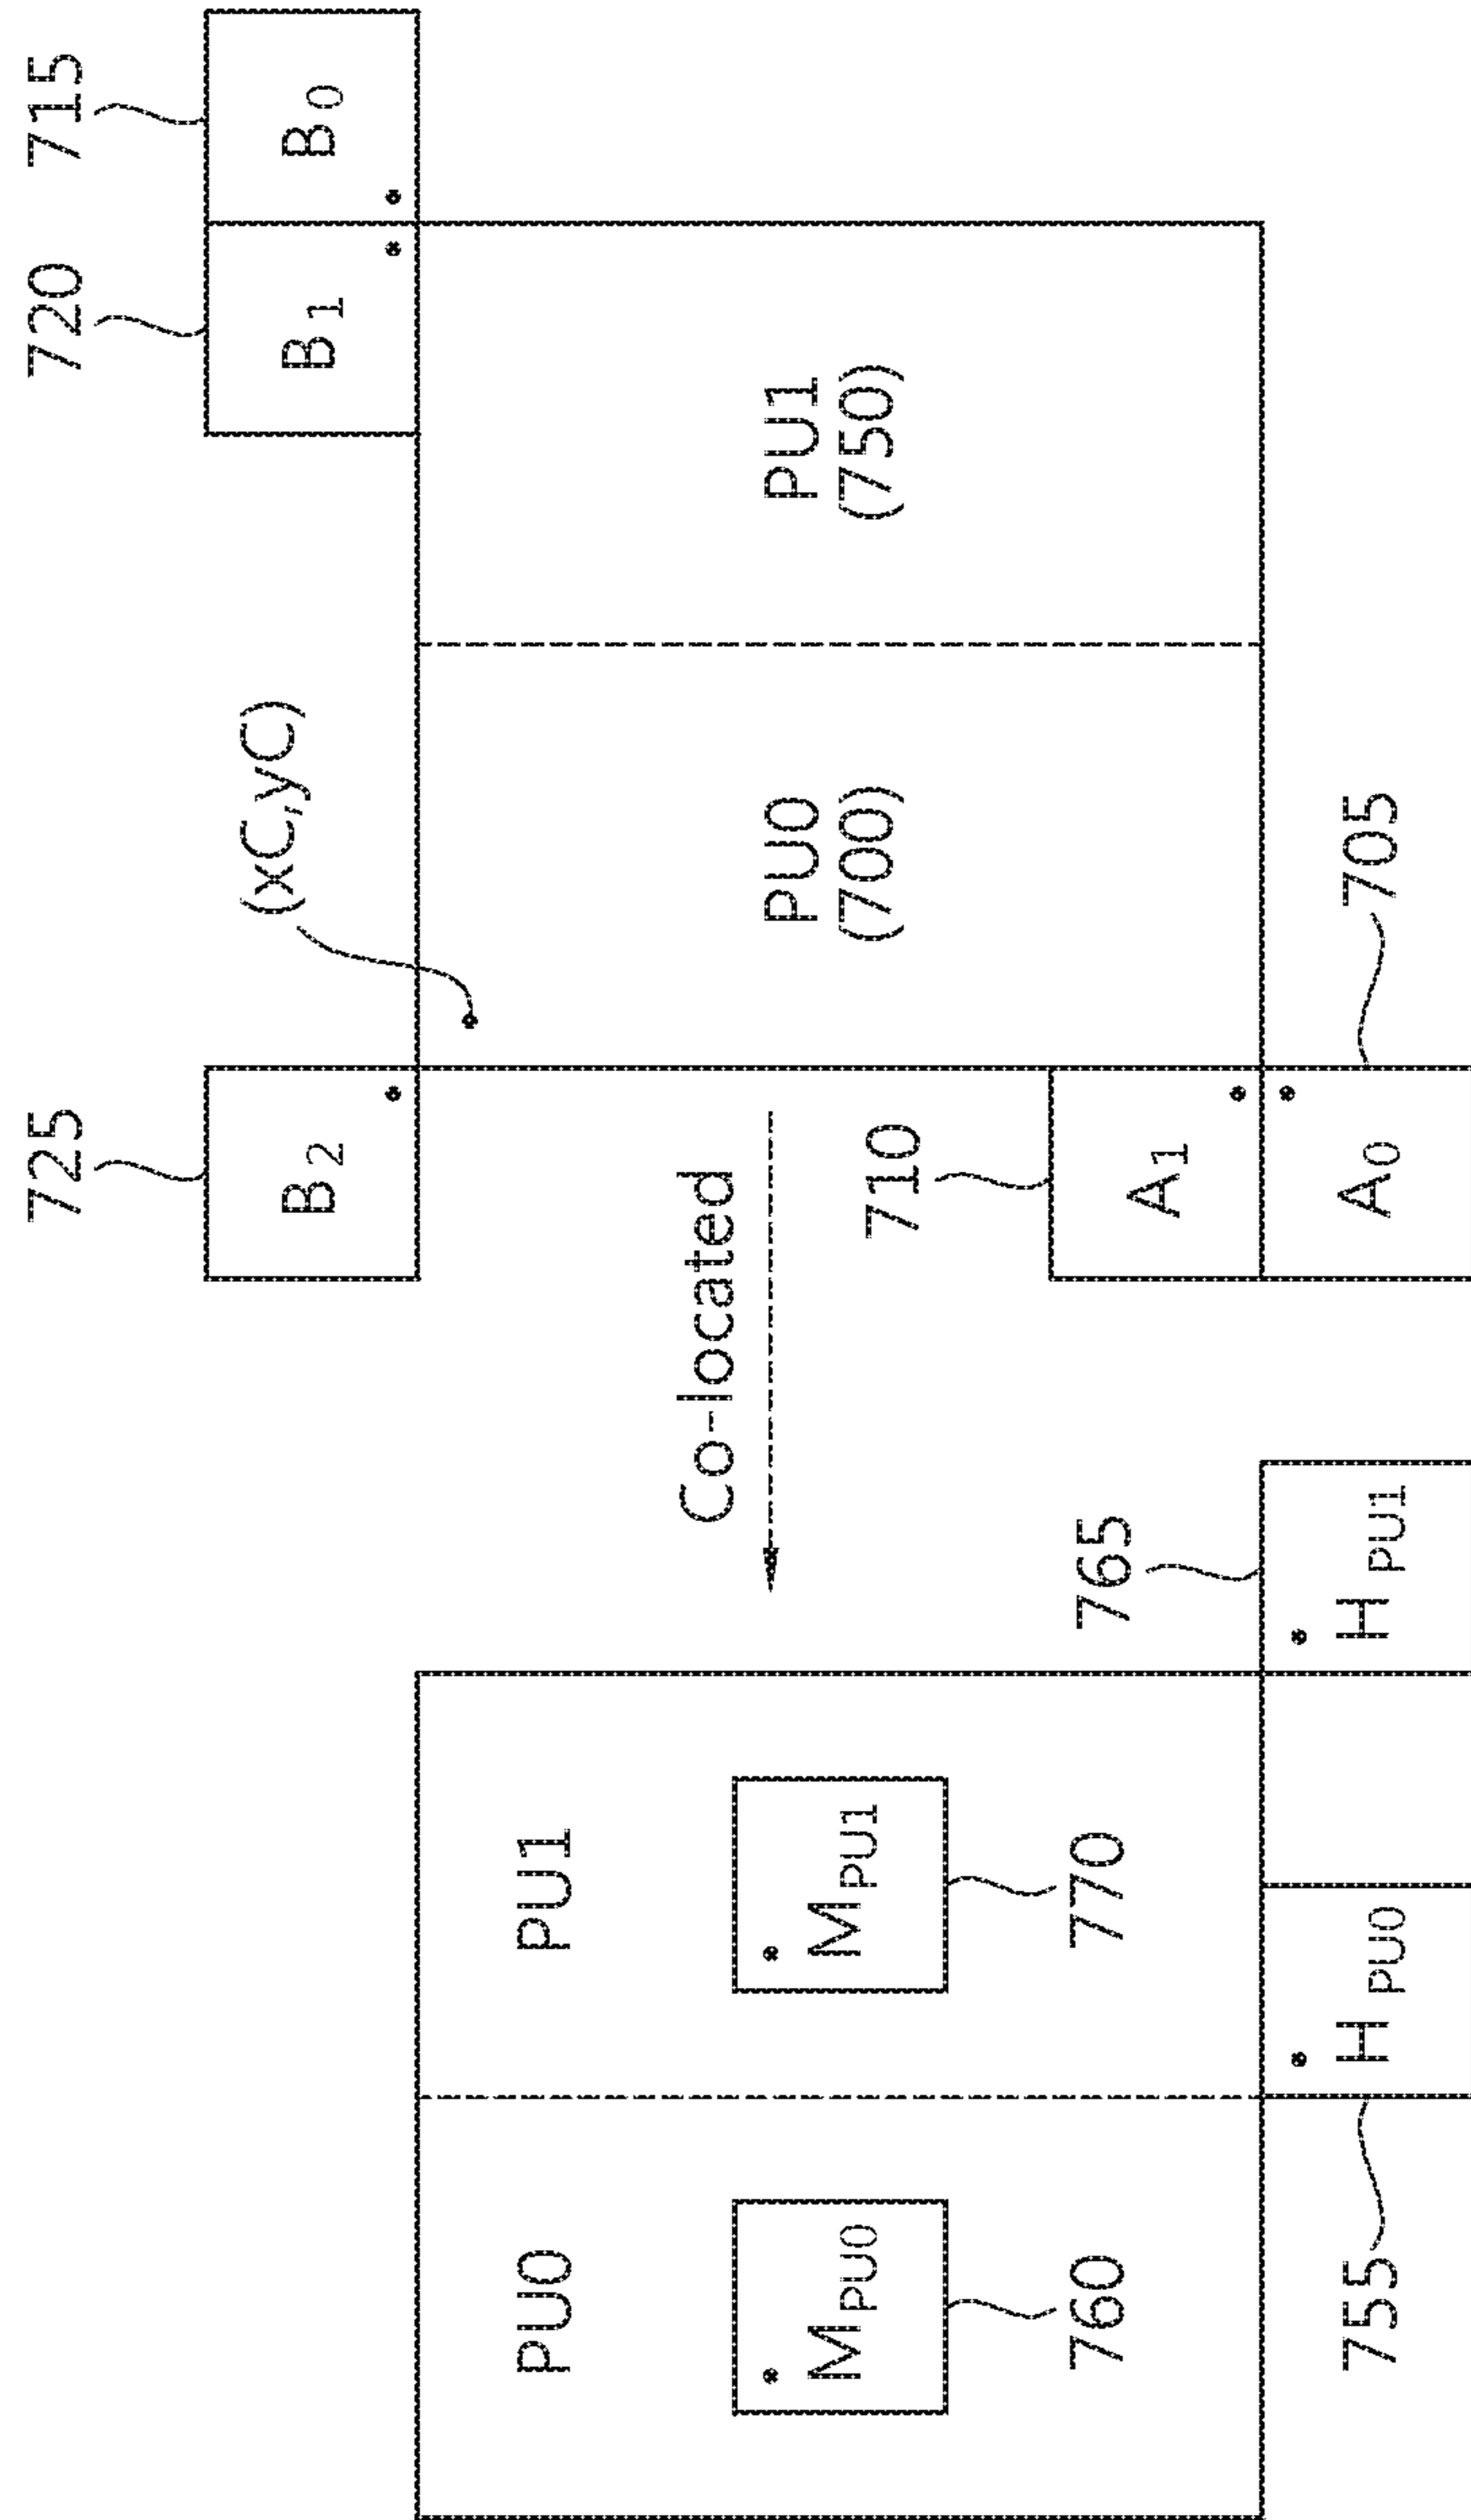 725
720
715
B2
B1
B0
(xC,yC)
Co-located
PU0
(700)
PU1
(750)
710
A1
A0
705
PU0
PU1
MPU0
MPU1
760
770
765
HPU0
HPU1
755